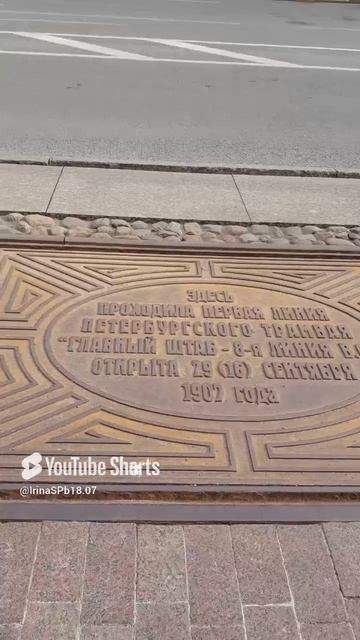 ЗДЕСЬ
ПРОХОДИЛА ПЕРВАЯ ЛИНИЯ
ПЕТЕРБУРГСКОГО ТРАМВАЯ
"ГЛАВНЫЙ ШТАБ - 8-Я ЛИНИЯ В.
ОТКРЫТА 29 (16) СЕНТЯБРЯ
1907 ГОДА
YouTube Shorts
@IrinaSPb18.07